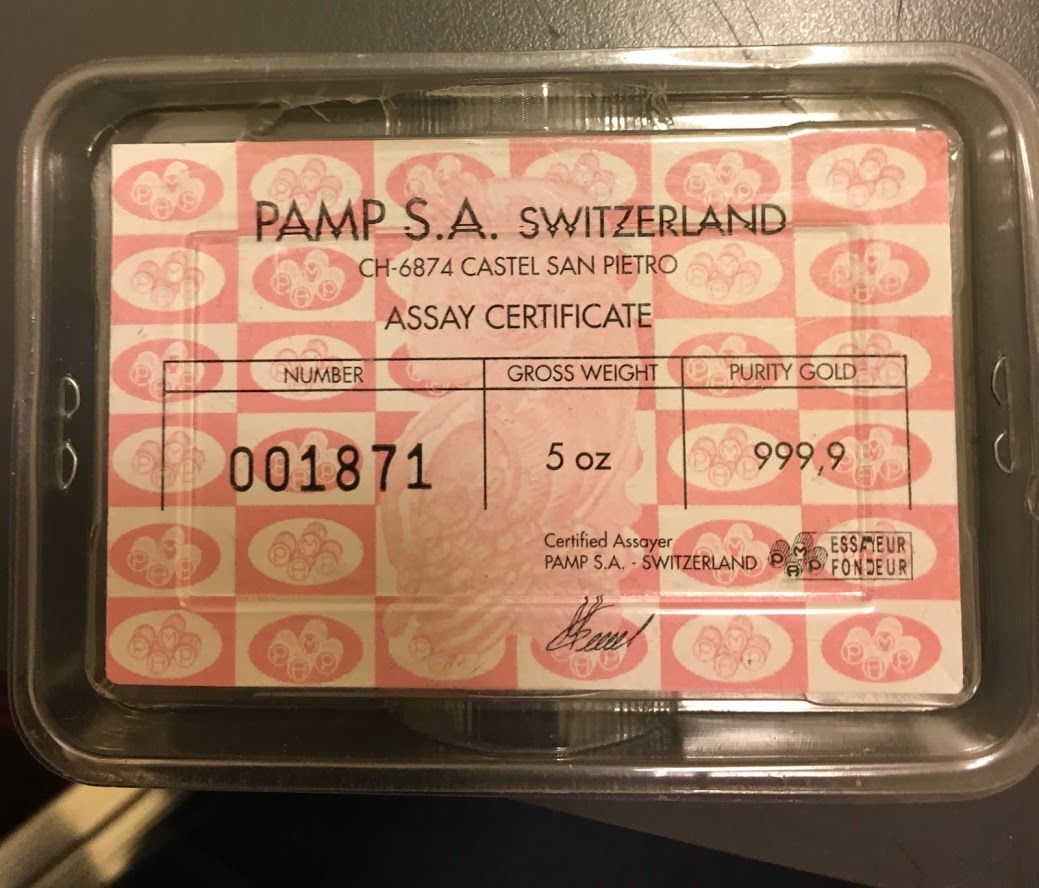 PAMP S.A. SWITZERLAND
CH-6874 CASTEL SAN PIETRO
ASSAY CERTIFICATE
NUMBER GROSS WEIGHT PURITY GOLD
001871 5 oz 999,9
Certified Assayer
PAMP S.A. - SWITZERLAND
PAMP
ESSAYEUR
FONDEUR